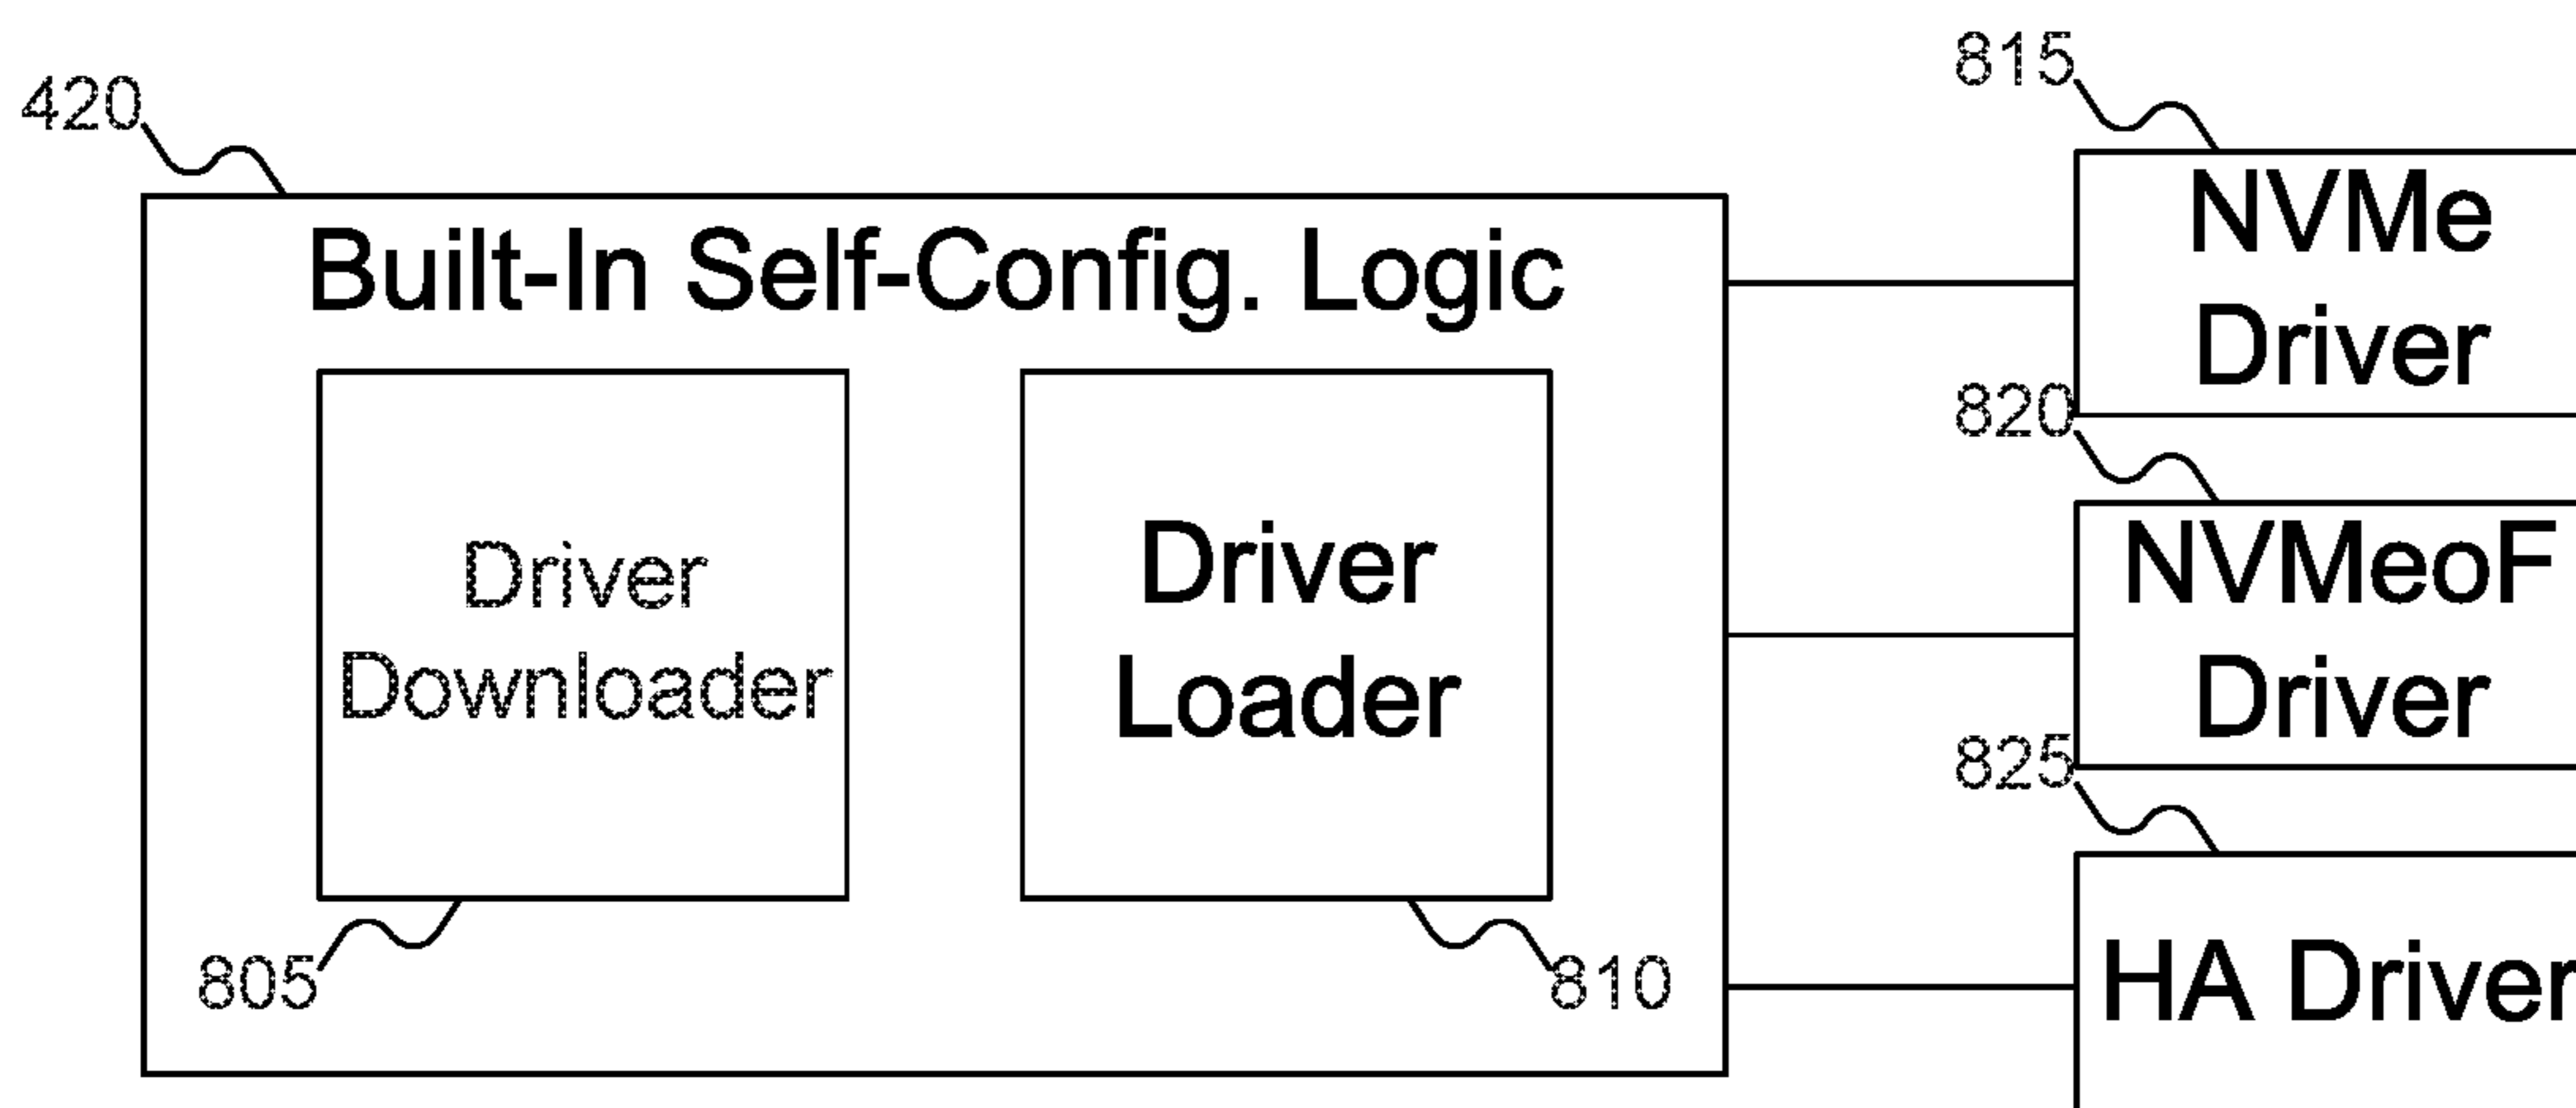 420
Built-In Self-Config. Logic
Driver
Downloader
805
Driver
Loader
810
815
NVMe
Driver
820
NVMeoF
Driver
825
HA Driver